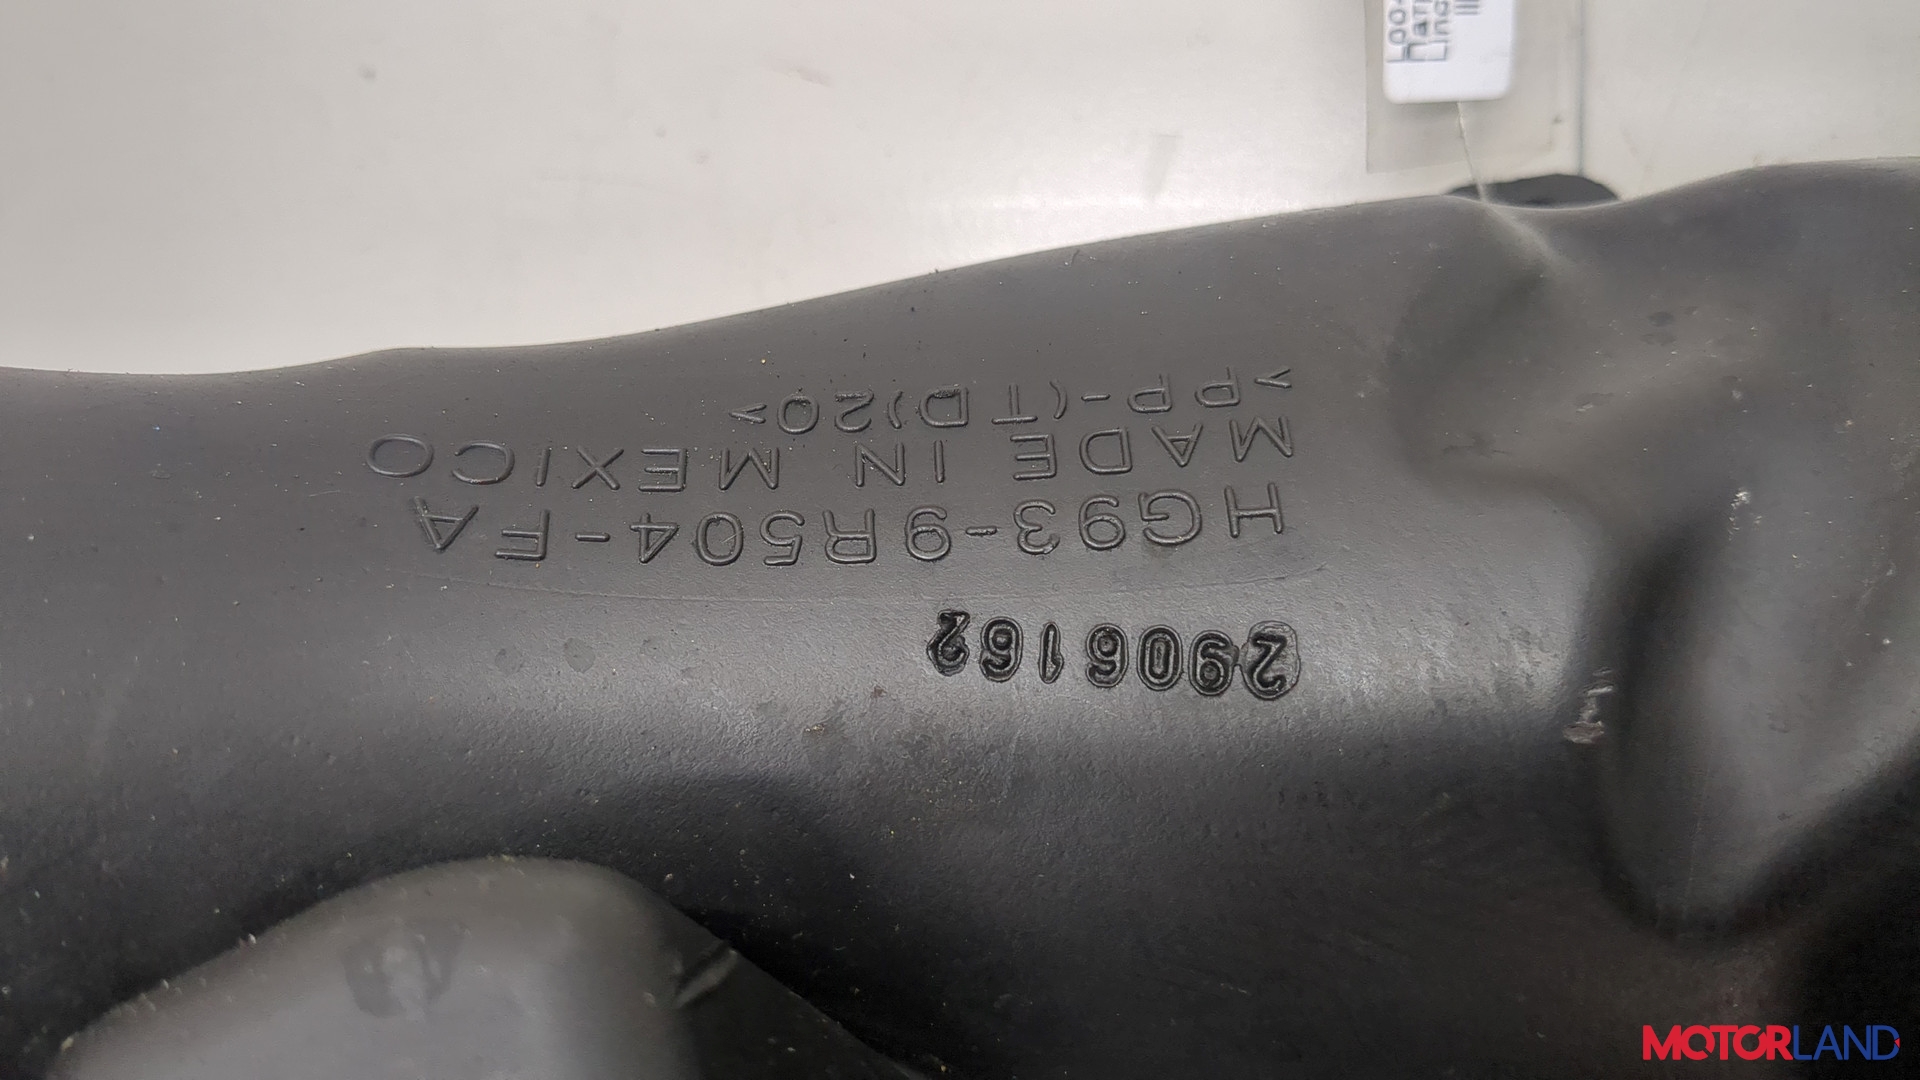 2906162
HG93-9R504-FA
MADE IN MEXICO
>PP-(TD)20<
MOTORLAND